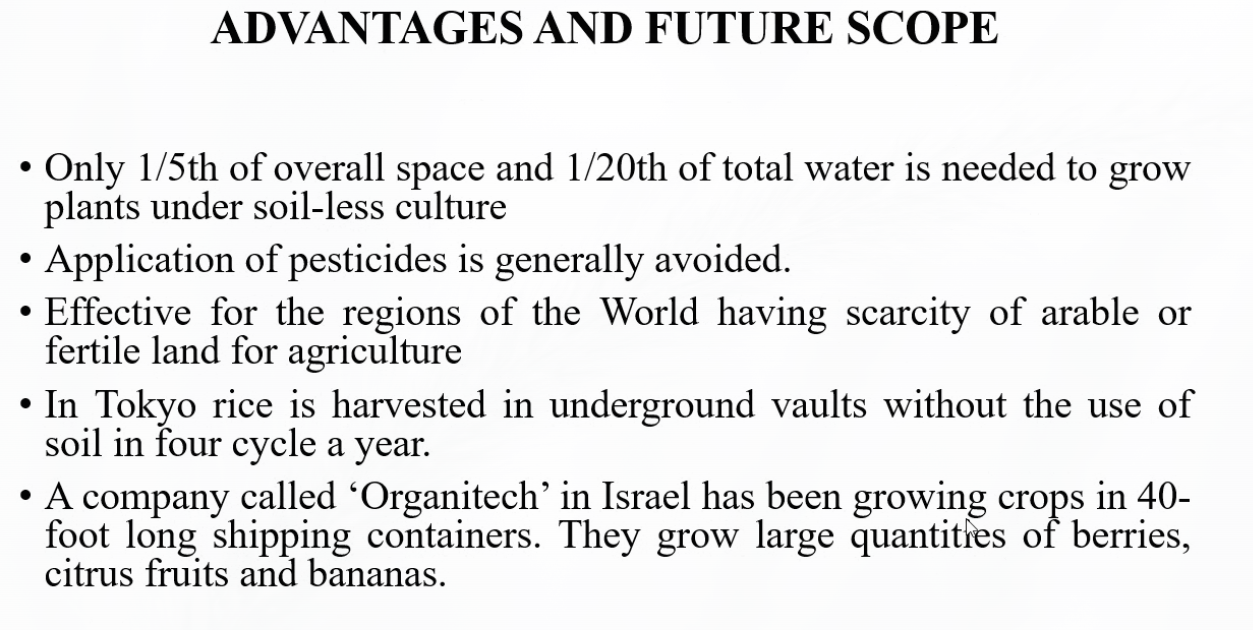 ADVANTAGES AND FUTURE SCOPE
• Only 1/5th of overall space and 1/20th of total water is needed to grow
plants under soil-less culture
• Application of pesticides is generally avoided.
• Effective for the regions of the World having scarcity of arable or
fertile land for agriculture
• In Tokyo rice is harvested in underground vaults without the use of
soil in four cycle a year.
• A company called ‘Organitech’ in Israel has been growing crops in 40-
foot long shipping containers. They grow large quantities of berries,
citrus fruits and bananas.